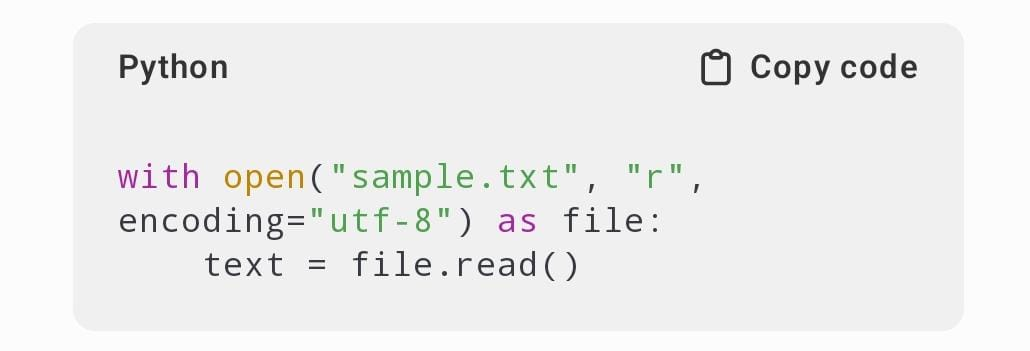 Python Copy code
with open("sample.txt", "r",
encoding="utf-8") as file:
    text = file.read()